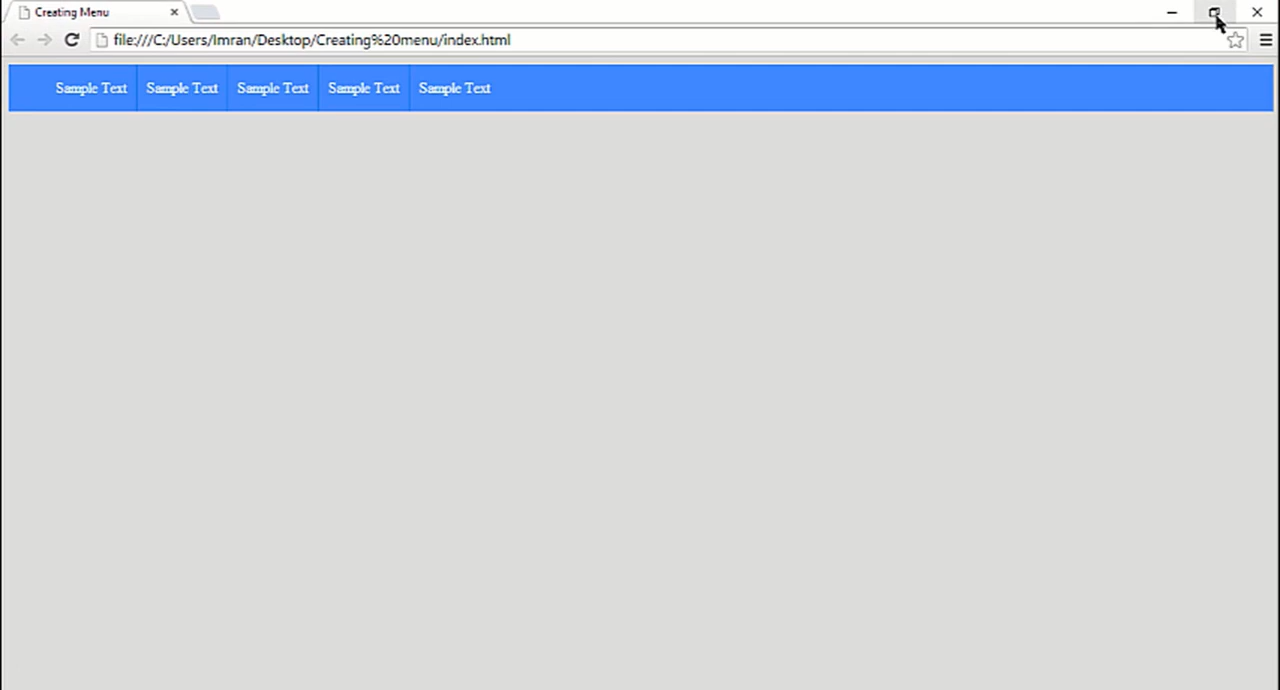 Creating Menu
file:///C:/Users/Imran/Desktop/Creating%20menu/index.html
Sample Text Sample Text Sample Text Sample Text Sample Text